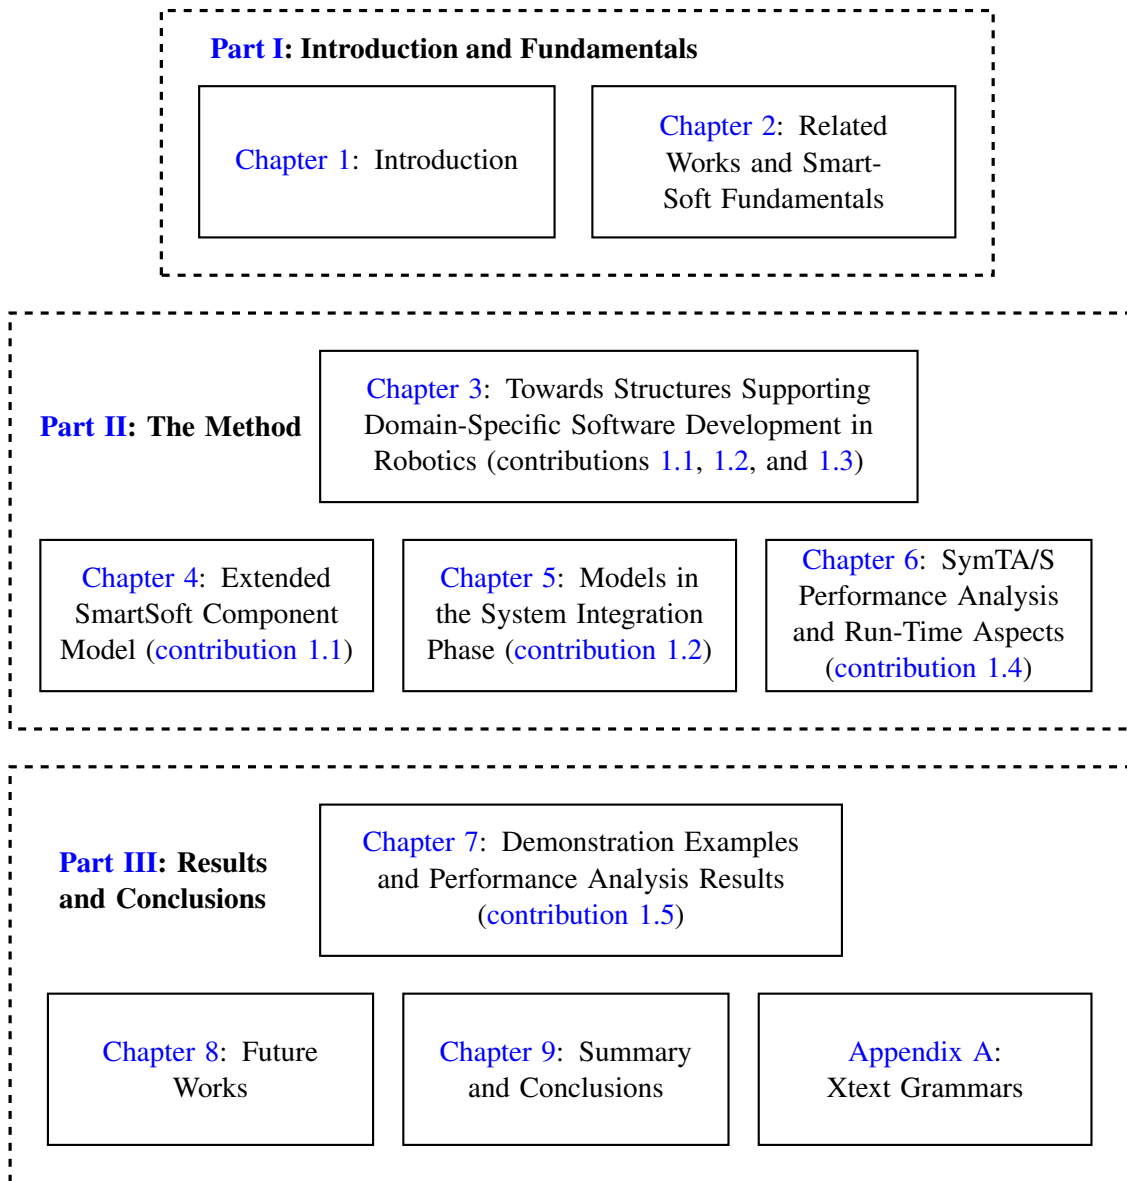 Part I: Introduction and Fundamentals
Chapter 1: Introduction
Chapter 2: Related
Works and Smart-
Soft Fundamentals
Part II: The Method
Chapter 3: Towards Structures Supporting
Domain-Specific Software Development in
Robotics (contributions 1.1, 1.2, and 1.3)
Chapter 4: Extended
SmartSoft Component
Model (contribution 1.1)
Chapter 5: Models in
the System Integration
Phase (contribution 1.2)
Chapter 6: SymTA/S
Performance Analysis
and Run-Time Aspects
(contribution 1.4)
Part III: Results
and Conclusions
Chapter 7: Demonstration Examples
and Performance Analysis Results
(contribution 1.5)
Chapter 8: Future
Works
Chapter 9: Summary
and Conclusions
Appendix A:
Xtext Grammars